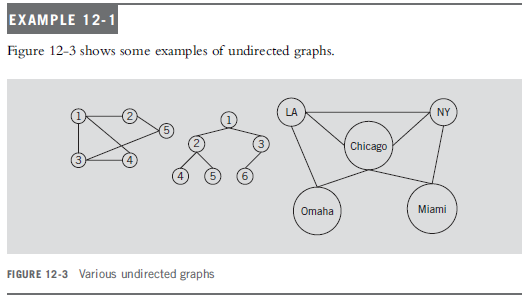 EXAMPLE 12-1
Figure 12-3 shows some examples of undirected graphs.
1
2
5
3
4
1
2
3
4
5
6
LA
NY
Chicago
Omaha
Miami
FIGURE 12-3 Various undirected graphs